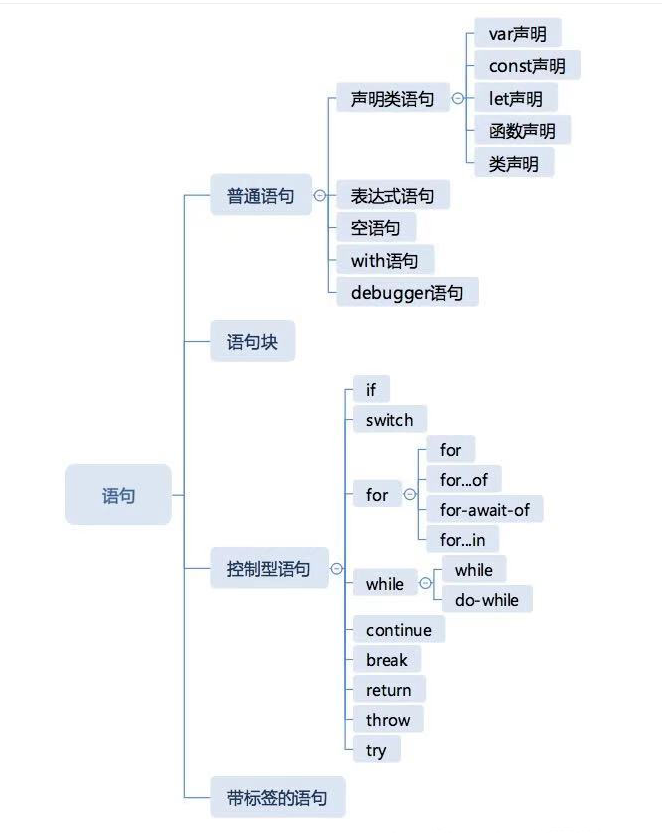 语句
普通语句
声明类语句
var声明
const声明
let声明
函数声明
类声明
表达式语句
空语句
with语句
debugger语句
语句块
控制型语句
if
switch
for
for
for...of
for-await-of
for...in
while
while
do-while
continue
break
return
throw
try
带标签的语句